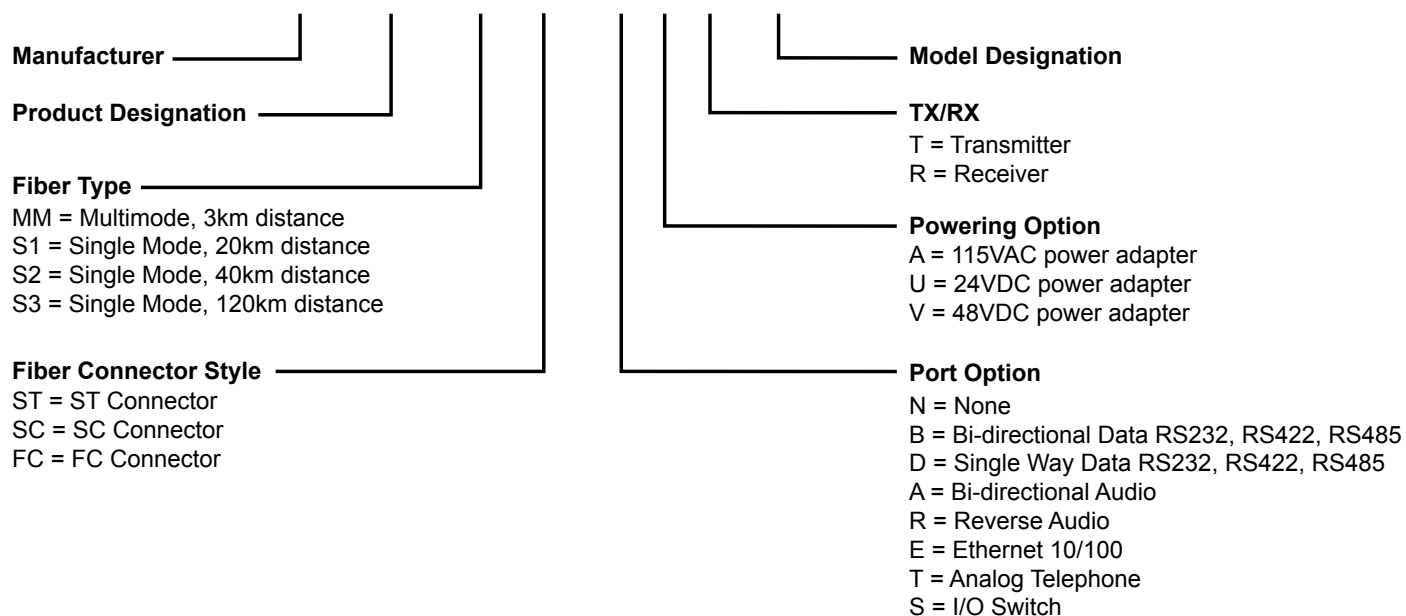 Manufacturer
Product Designation
Fiber Type
MM = Multimode, 3km distance
S1 = Single Mode, 20km distance
S2 = Single Mode, 40km distance
S3 = Single Mode, 120km distance
Fiber Connector Style
ST = ST Connector
SC = SC Connector
FC = FC Connector
Model Designation
TX/RX
T = Transmitter
R = Receiver
Powering Option
A = 115VAC power adapter
U = 24VDC power adapter
V = 48VDC power adapter
Port Option
N = None
B = Bi-directional Data RS232, RS422, RS485
D = Single Way Data RS232, RS422, RS485
A = Bi-directional Audio
R = Reverse Audio
E = Ethernet 10/100
T = Analog Telephone
S = I/O Switch